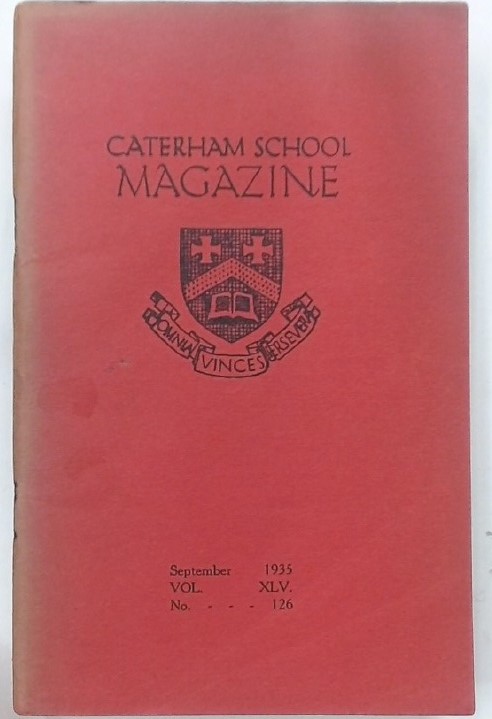 CATERHAM SCHOOL
MAGAZINE
OMNIA VINCES PERSEVERA
September 1935
VOL. XLV.
No. - - - 126